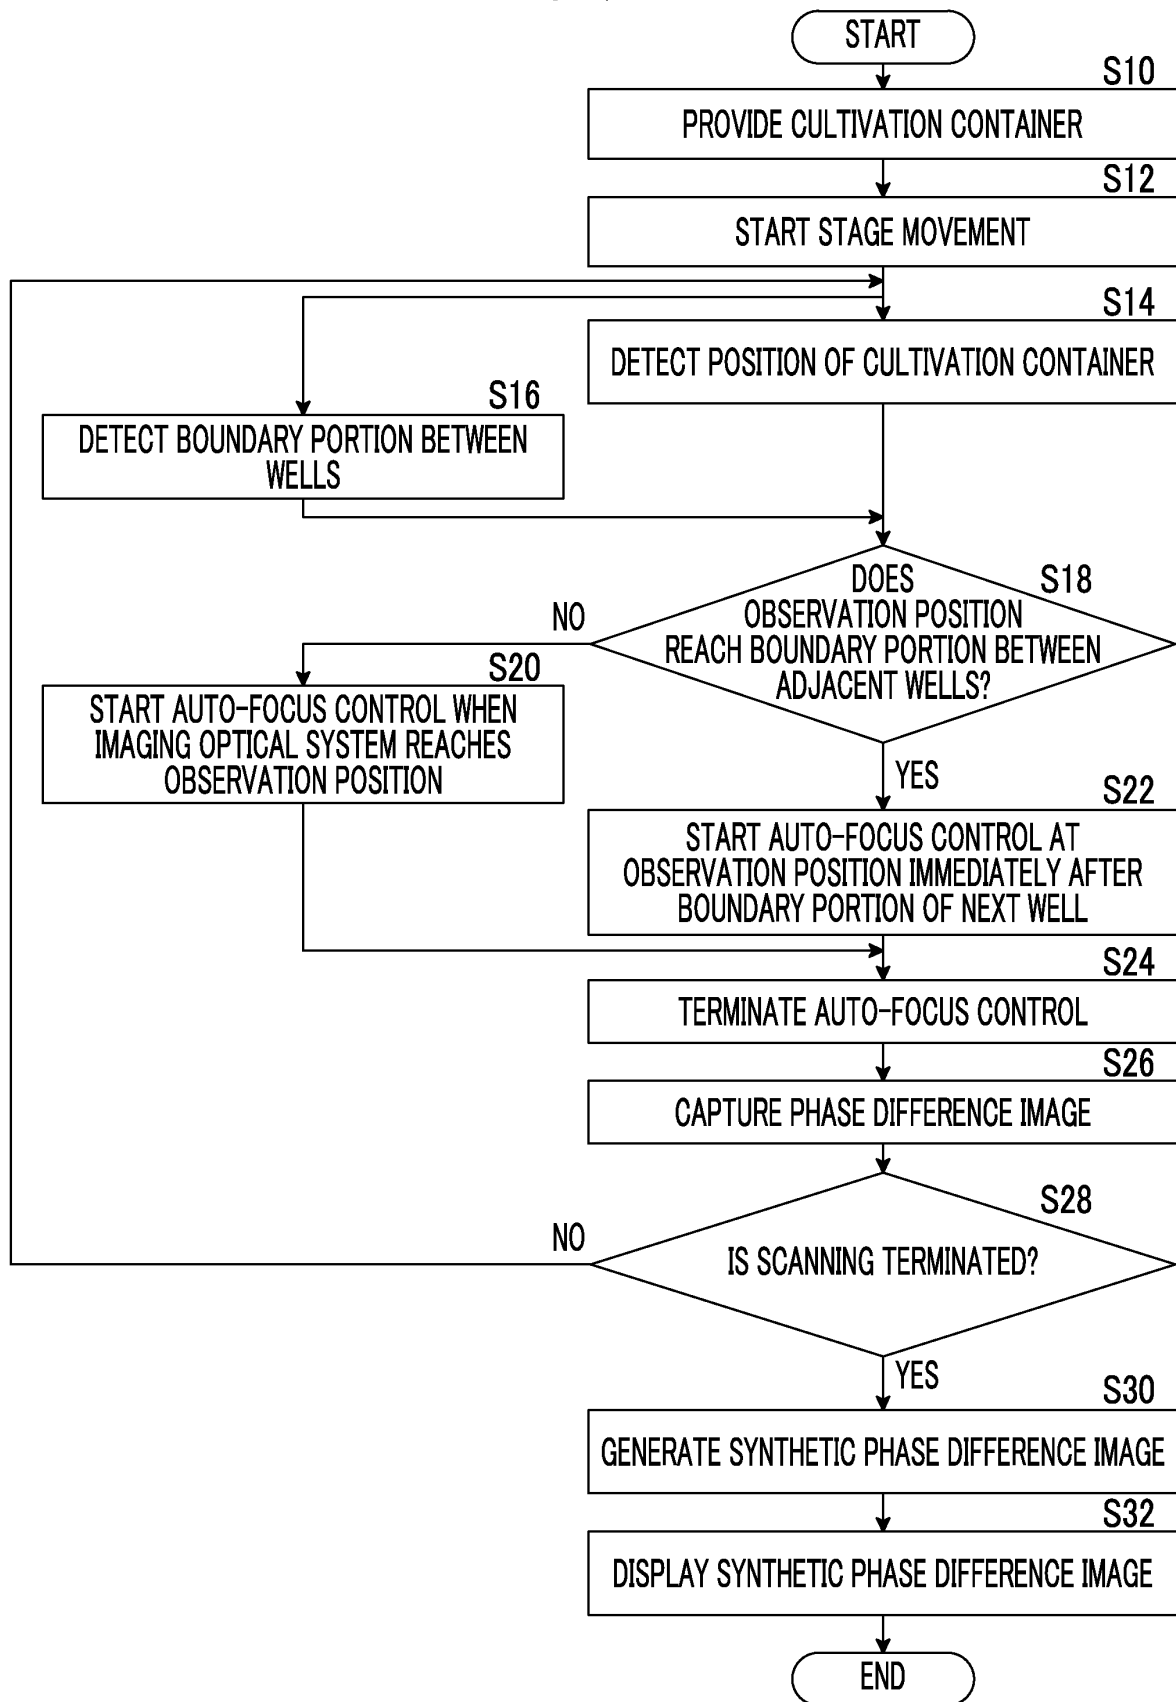 START
S10
PROVIDE CULTIVATION CONTAINER
S12
START STAGE MOVEMENT
S14
DETECT POSITION OF CULTIVATION CONTAINER
S16
DETECT BOUNDARY PORTION BETWEEN
WELLS
S18
DOES
OBSERVATION POSITION
REACH BOUNDARY PORTION BETWEEN
ADJACENT WELLS?
NO
S20
START AUTO-FOCUS CONTROL WHEN
IMAGING OPTICAL SYSTEM REACHES
OBSERVATION POSITION
YES
S22
START AUTO-FOCUS CONTROL AT
OBSERVATION POSITION IMMEDIATELY AFTER
BOUNDARY PORTION OF NEXT WELL
S24
TERMINATE AUTO-FOCUS CONTROL
S26
CAPTURE PHASE DIFFERENCE IMAGE
S28
NO
IS SCANNING TERMINATED?
YES
S30
GENERATE SYNTHETIC PHASE DIFFERENCE IMAGE
S32
DISPLAY SYNTHETIC PHASE DIFFERENCE IMAGE
END